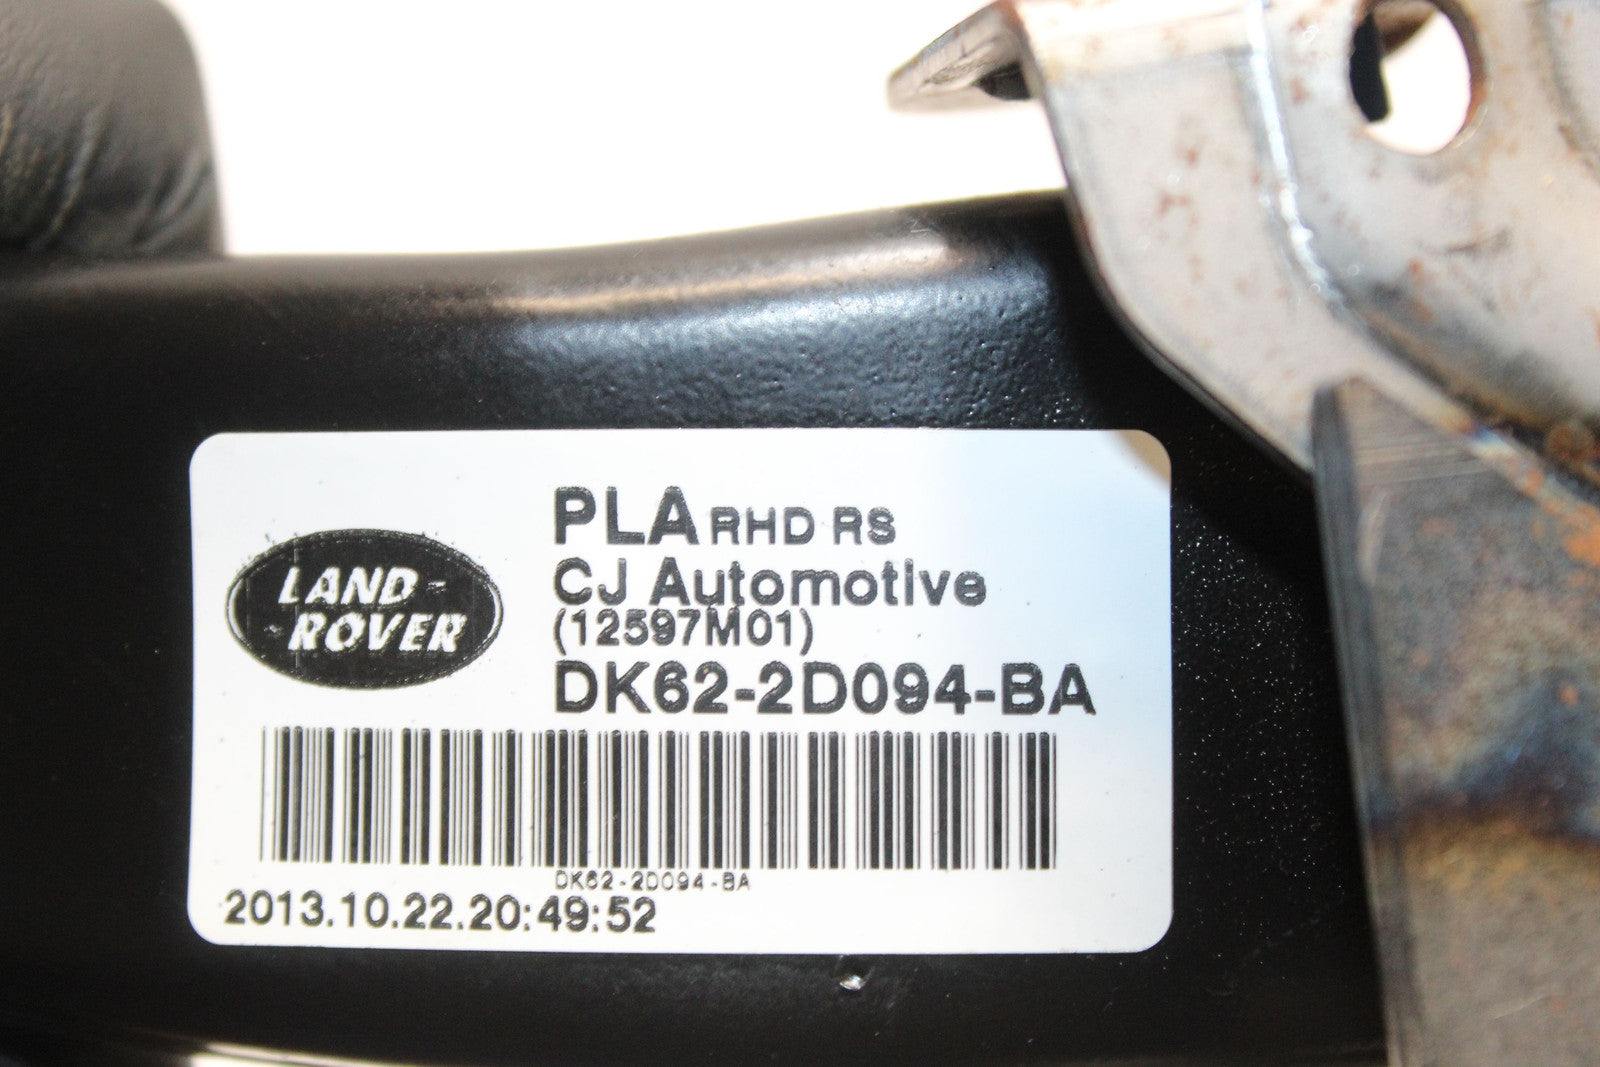 LAND-
-ROVER
PLA RHD RS
CJ Automotive
(12597M01)
DK62-2D094-BA
DK62-2D094-BA
2013.10.22.20:49:52